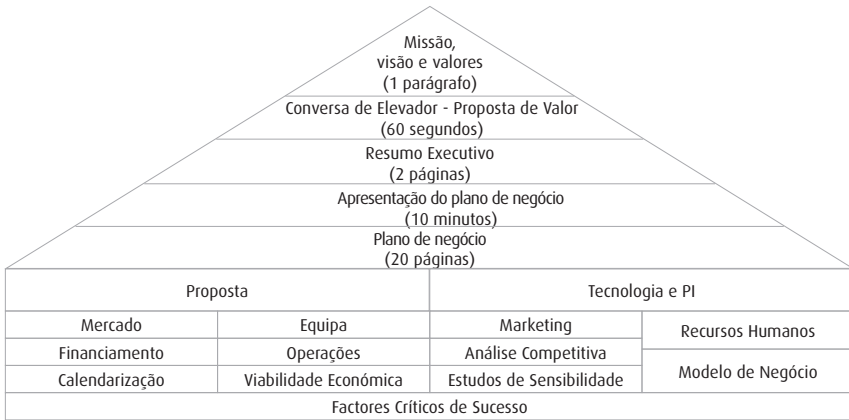 Missão,
visão e valores
(1 parágrafo)
Conversa de Elevador - Proposta de Valor
(60 segundos)
Resumo Executivo
(2 páginas)
Apresentação do plano de negócio
(10 minutos)
Plano de negócio
(20 páginas)
Proposta
Tecnologia e PI
Mercado
Equipa
Marketing
Recursos Humanos
Financiamento
Operações
Análise Competitiva
Modelo de Negócio
Calendarização
Viabilidade Económica
Estudos de Sensibilidade
Factores Críticos de Sucesso